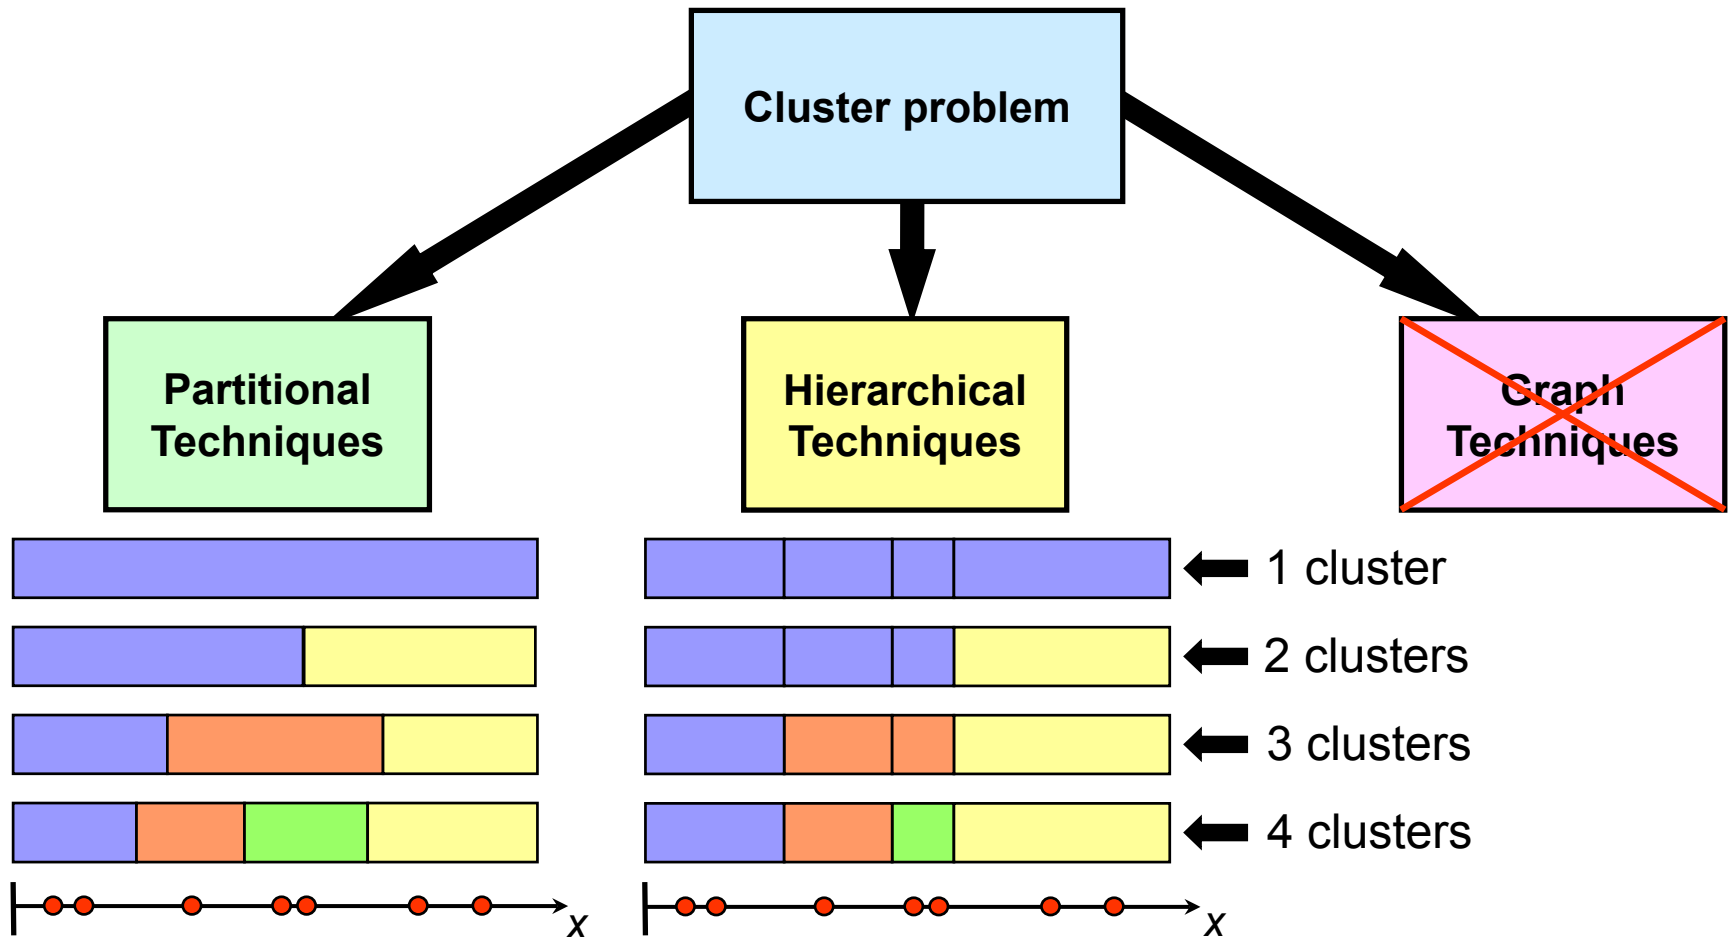 Cluster problem
Partitional
Techniques
Hierarchical
Techniques
Graph
Techniques
1 cluster
2 clusters
3 clusters
4 clusters
x
x